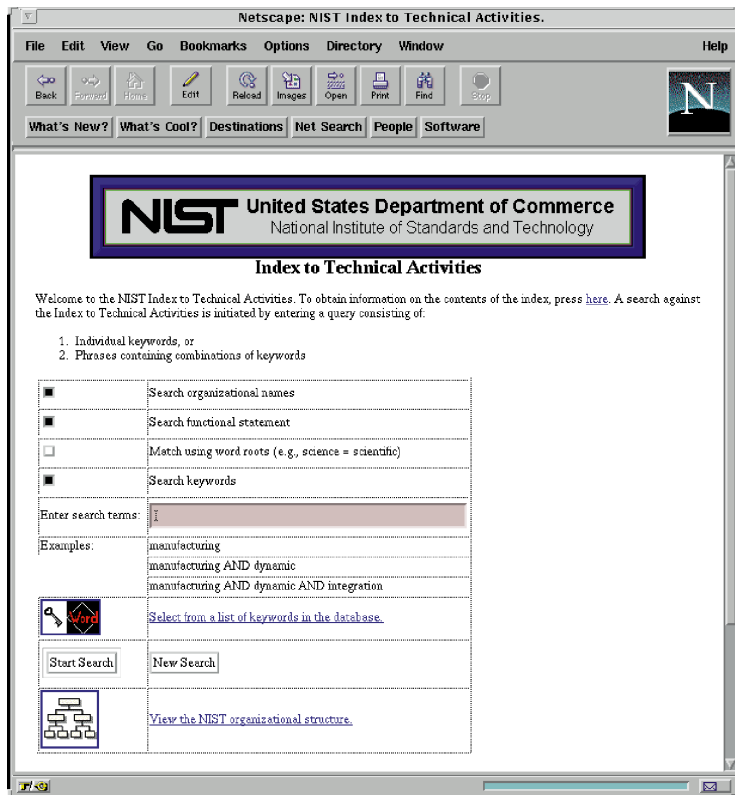 Netscape: NIST Index to Technical Activities.
File Edit View Go Bookmarks Options Directory Window Help
Back Forward Home Edit Reload Images Open Print Find Stop
N
What's New? What's Cool? Destinations Net Search People Software
NIST United States Department of Commerce
National Institute of Standards and Technology
Index to Technical Activities
Welcome to the NIST Index to Technical Activities. To obtain information on the contents of the index, press here. A search against
the Index to Technical Activities is initiated by entering a query consisting of:
1. Individual keywords, or
2. Phrases containing combinations of keywords
Search organizational names
Search functional statement
Match using word roots (e.g., science = scientific)
Search keywords
Enter search terms:
Examples: manufacturing
manufacturing AND dynamic
manufacturing AND dynamic AND integration
Word Select from a list of keywords in the database.
Start Search New Search
View the NIST organizational structure.